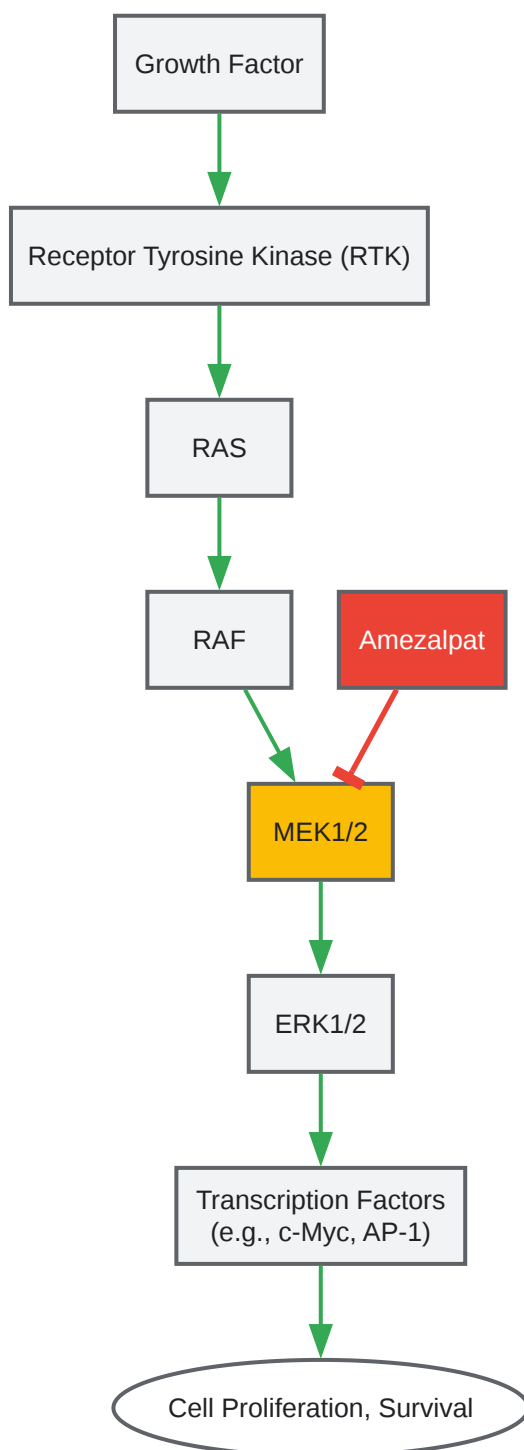 Growth Factor
Receptor Tyrosine Kinase (RTK)
RAS
RAF
Amezalpat
MEK1/2
ERK1/2
Transcription Factors
(e.g., c-Myc, AP-1)
Cell Proliferation, Survival